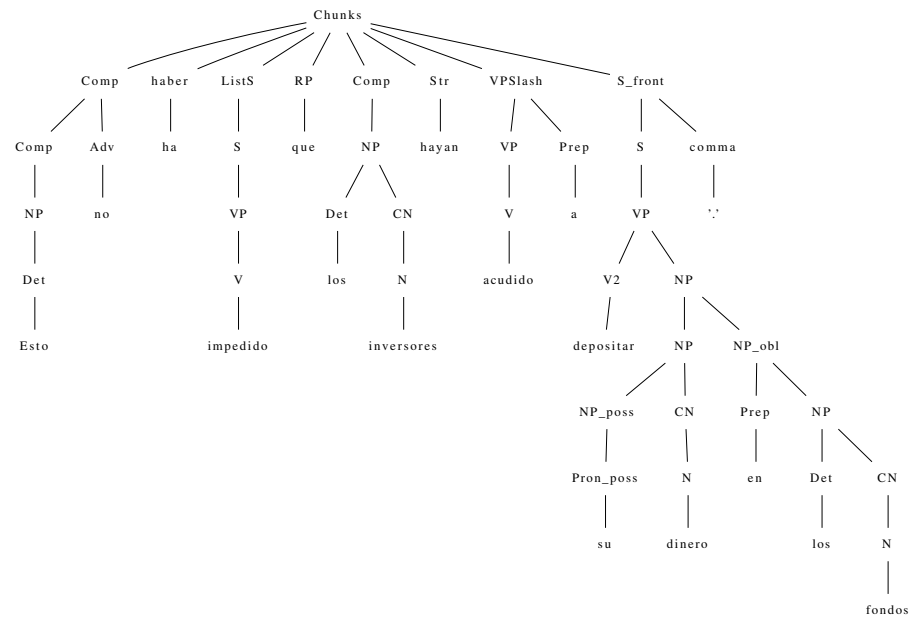 Chunks
Comp haber ListS RP Comp Str VPSlash S_front
Comp Adv ha S que NP hayan VP Prep S comma
NP no VP Det CN V a VP '.'
Det V los N acudido V2 NP
Esto impedido inversores depositar NP NP_obl
NP_poss CN Prep NP
Pron_poss N en Det CN
su dinero los N
fondos